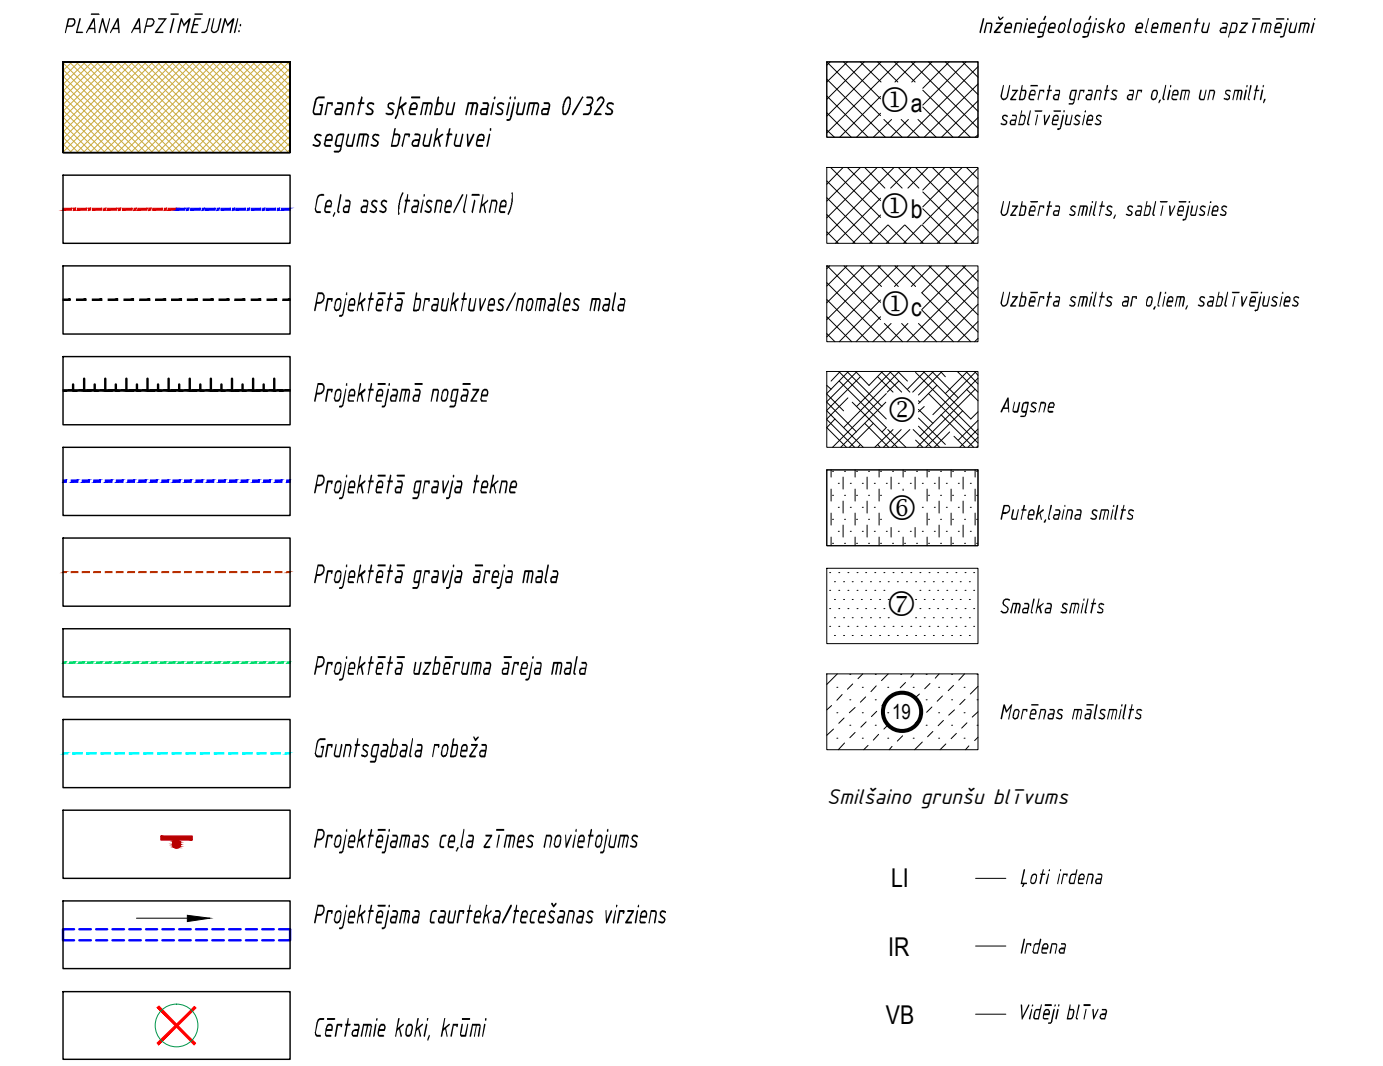 PLĀNA APZĪMĒJUMI:
Grants šķēmbu maisījuma 0/32s
segums brauktuvei
Ceļa ass (taisne/līkne)
Projektētā brauktuves/nomales mala
Projektējamā nogāze
Projektētā gravja tekne
Projektētā gravja āreja mala
Projektētā uzbēruma āreja mala
Gruntsgabala robeža
Projektējamas ceļa zīmes novietojums
Projektējama caurteka/tecešanas virziens
Cērtamie koki, krūmi
Inženieģeoloģisko elementu apzīmējumi
①a
Uzbērta grants ar oļiem un smilti,
sablīvējusies
①b
Uzbērta smilts, sablīvējusies
①c
Uzbērta smilts ar oļiem, sablīvējusies
②
Augsne
⑥
Putekļaina smilts
⑦
Smalka smilts
19
Morēnas mālsmilts
Smilšaino grunšu blīvums
LI — Ļoti irdena
IR — Irdena
VB — Vidēji blīva